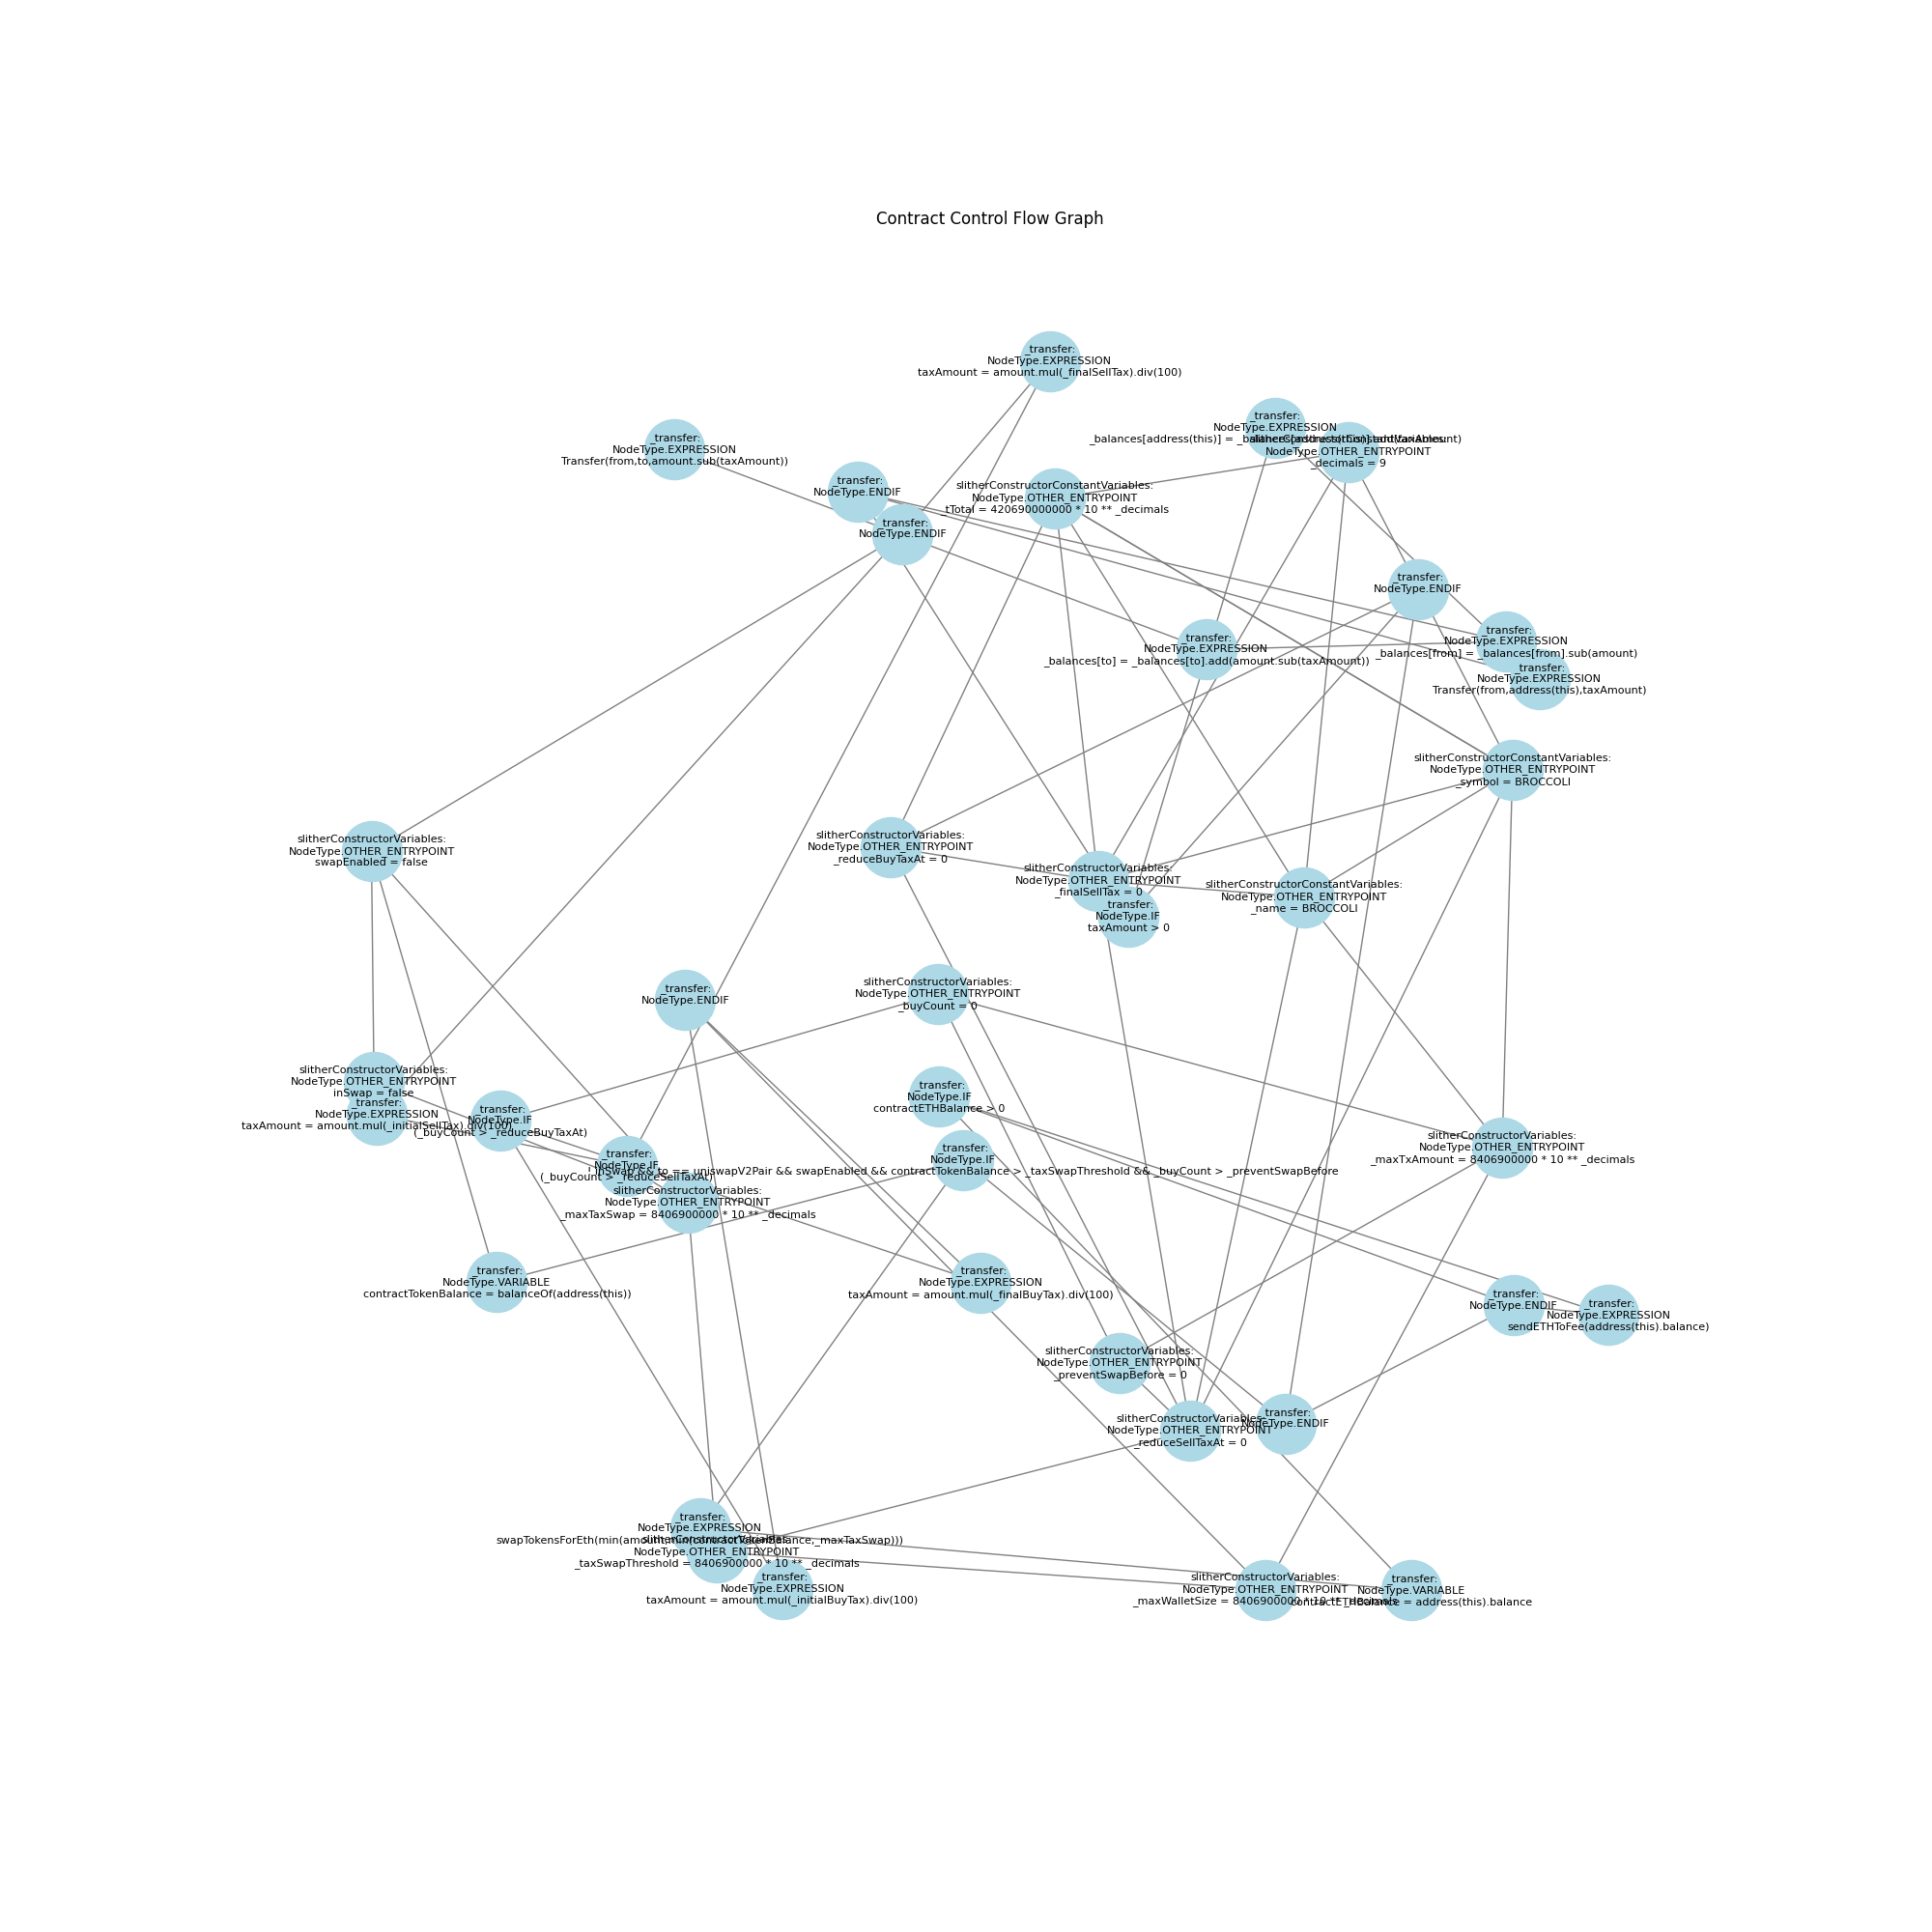 Contract Control Flow Graph
_transfer:
NodeType.EXPRESSION
taxAmount = amount.mul(_finalSellTax).div(100)
_transfer:
NodeType.EXPRESSION
_balances[address(this)] = _balances[address(this)].add(taxAmount)
_transfer:
NodeType.EXPRESSION
Transfer(from,to,amount.sub(taxAmount))
slitherConstructorConstantVariables:
NodeType.OTHER_ENTRYPOINT
_decimals = 9
_transfer:
NodeType.ENDIF
slitherConstructorConstantVariables:
NodeType.OTHER_ENTRYPOINT
_tTotal = 420690000000 * 10 ** _decimals
_transfer:
NodeType.ENDIF
_transfer:
NodeType.ENDIF
_transfer:
NodeType.EXPRESSION
_balances[to] = _balances[to].add(amount.sub(taxAmount))
_transfer:
NodeType.EXPRESSION
_balances[from] = _balances[from].sub(amount)
_transfer:
NodeType.EXPRESSION
Transfer(from,address(this),taxAmount)
slitherConstructorConstantVariables:
NodeType.OTHER_ENTRYPOINT
_symbol = BROCCOLI
slitherConstructorVariables:
NodeType.OTHER_ENTRYPOINT
swapEnabled = false
slitherConstructorVariables:
NodeType.OTHER_ENTRYPOINT
_reduceBuyTaxAt = 0
slitherConstructorVariables:
NodeType.OTHER_ENTRYPOINT
_finalSellTax = 0
slitherConstructorConstantVariables:
NodeType.OTHER_ENTRYPOINT
_name = BROCCOLI
_transfer:
NodeType.IF
taxAmount > 0
_transfer:
NodeType.ENDIF
slitherConstructorVariables:
NodeType.OTHER_ENTRYPOINT
_buyCount = 0
slitherConstructorVariables:
NodeType.OTHER_ENTRYPOINT
inSwap = false
_transfer:
NodeType.EXPRESSION
taxAmount = amount.mul(_initialSellTax).div(100)
_transfer:
NodeType.IF
(_buyCount > _reduceBuyTaxAt)
_transfer:
NodeType.IF
contractETHBalance > 0
_transfer:
NodeType.IF
! inSwap && to == uniswapV2Pair && swapEnabled && contractTokenBalance > _taxSwapThreshold && _buyCount > _preventSwapBefore
_transfer:
NodeType.IF
(_buyCount > _reduceSellTaxAt)
slitherConstructorVariables:
NodeType.OTHER_ENTRYPOINT
_maxTaxSwap = 8406900000 * 10 ** _decimals
slitherConstructorVariables:
NodeType.OTHER_ENTRYPOINT
_maxTxAmount = 8406900000 * 10 ** _decimals
_transfer:
NodeType.VARIABLE
contractTokenBalance = balanceOf(address(this))
_transfer:
NodeType.EXPRESSION
taxAmount = amount.mul(_finalBuyTax).div(100)
_transfer:
NodeType.ENDIF
_transfer:
NodeType.EXPRESSION
sendETHToFee(address(this).balance)
slitherConstructorVariables:
NodeType.OTHER_ENTRYPOINT
_preventSwapBefore = 0
slitherConstructorVariables:
NodeType.OTHER_ENTRYPOINT
_reduceSellTaxAt = 0
_transfer:
NodeType.ENDIF
_transfer:
NodeType.EXPRESSION
swapTokensForEth(min(amount,min(contractTokenBalance,_maxTaxSwap)))
slitherConstructorVariables:
NodeType.OTHER_ENTRYPOINT
_taxSwapThreshold = 8406900000 * 10 ** _decimals
_transfer:
NodeType.EXPRESSION
taxAmount = amount.mul(_initialBuyTax).div(100)
slitherConstructorVariables:
NodeType.OTHER_ENTRYPOINT
_maxWalletSize = 8406900000 * 10 ** _decimals
_transfer:
NodeType.VARIABLE
contractETHBalance = address(this).balance